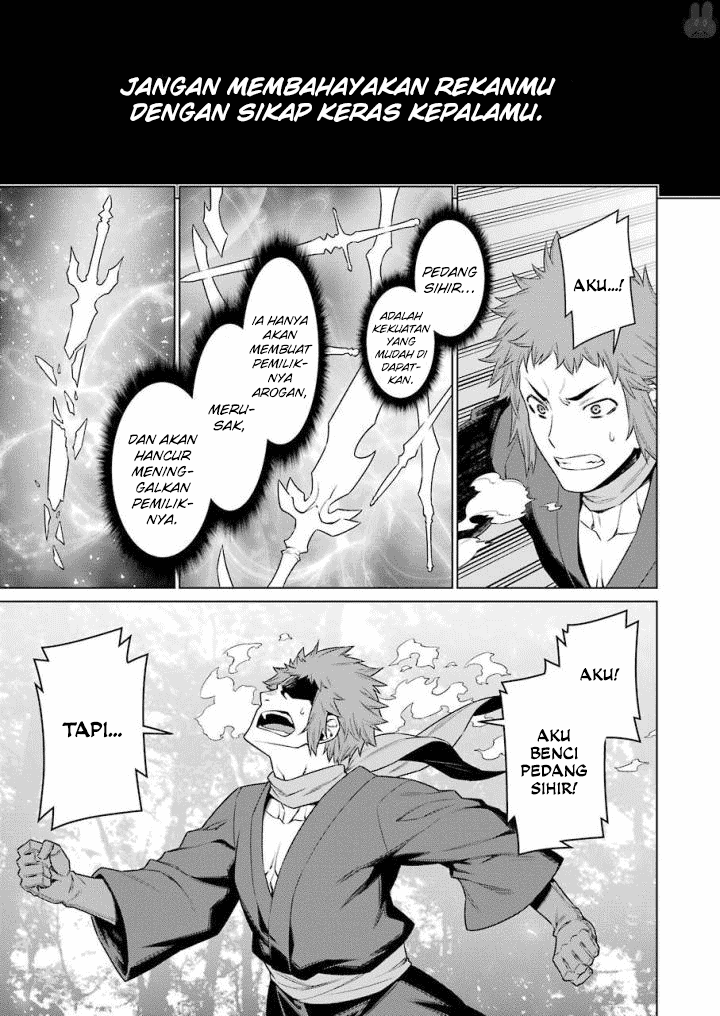 JANGAN MEMBAHAYAKAN REKANMU
DENGAN SIKAP KERAS KEPALAMU.
AKU...!
PEDANG
SIHIR...
ADALAH
KEKUATAN
YANG
MUDAH DI
DAPAT-
KAN.
IA HANYA
AKAN
MEMBUAT
PEMILIK-
NYA
AROGAN,
MERU-
SAK,
DAN AKAN
HANCUR
MENING-
GALKAN
PEMILIK-
NYA.
AKU!
AKU
BENCI
PEDANG
SIHIR!
TAPI...